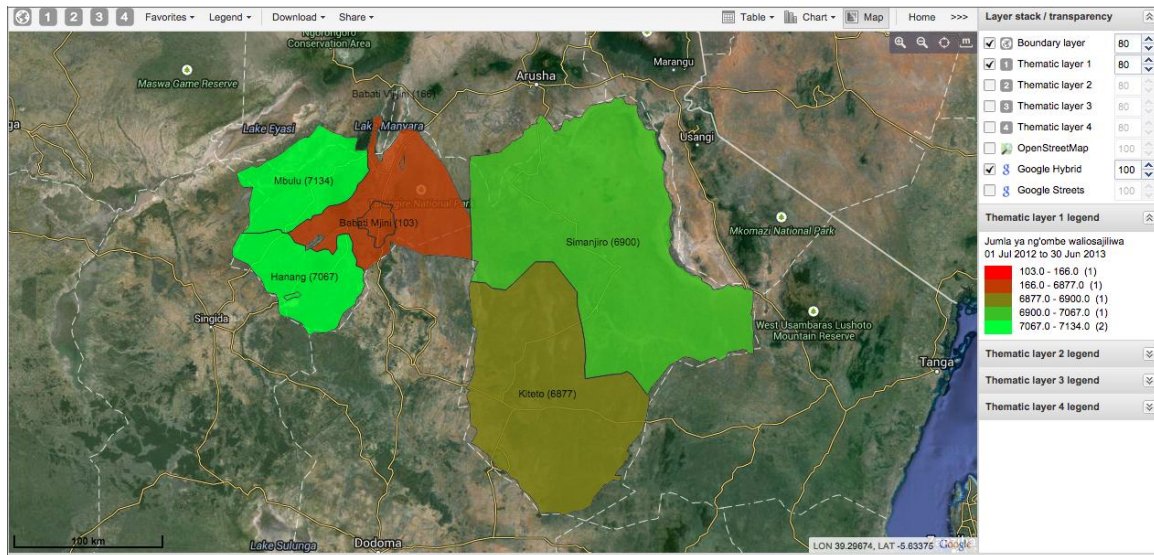 1 2 3 4 Favorites Legend Download Share Table Chart Map Home >>>
Layer stack / transparency
Boundary layer 80
1 Thematic layer 1 80
2 Thematic layer 2 80
3 Thematic layer 3 80
4 Thematic layer 4 80
OpenStreetMap 100
Google Hybrid 100
Google Streets 100
Thematic layer 1 legend
Jumla ya ng'ombe waliosajiliwa
01 Jul 2012 to 30 Jun 2013
103.0 - 166.0 (1)
166.0 - 6877.0 (1)
6877.0 - 6900.0 (1)
6900.0 - 7067.0 (1)
7067.0 - 7134.0 (2)
Thematic layer 2 legend
Thematic layer 3 legend
Thematic layer 4 legend
Ngorongoro
Conservation Area
Maswa Game Reserve
Arusha
Marangu
Babati Vijijini (166)
Lake Eyasi
Lake Manyara
Usangi
Mbulu (7134)
National Park
Babati Mjini (103)
Mkomazi National Park
Simanjiro (6900)
Hanang (7067)
Singida
West Usambaras Lushoto
Mountain Reserve
Tanga
Kiteto (6877)
100 km
Lake Sulunga
Dodoma
LON 39.29674, LAT -5.63375 Google